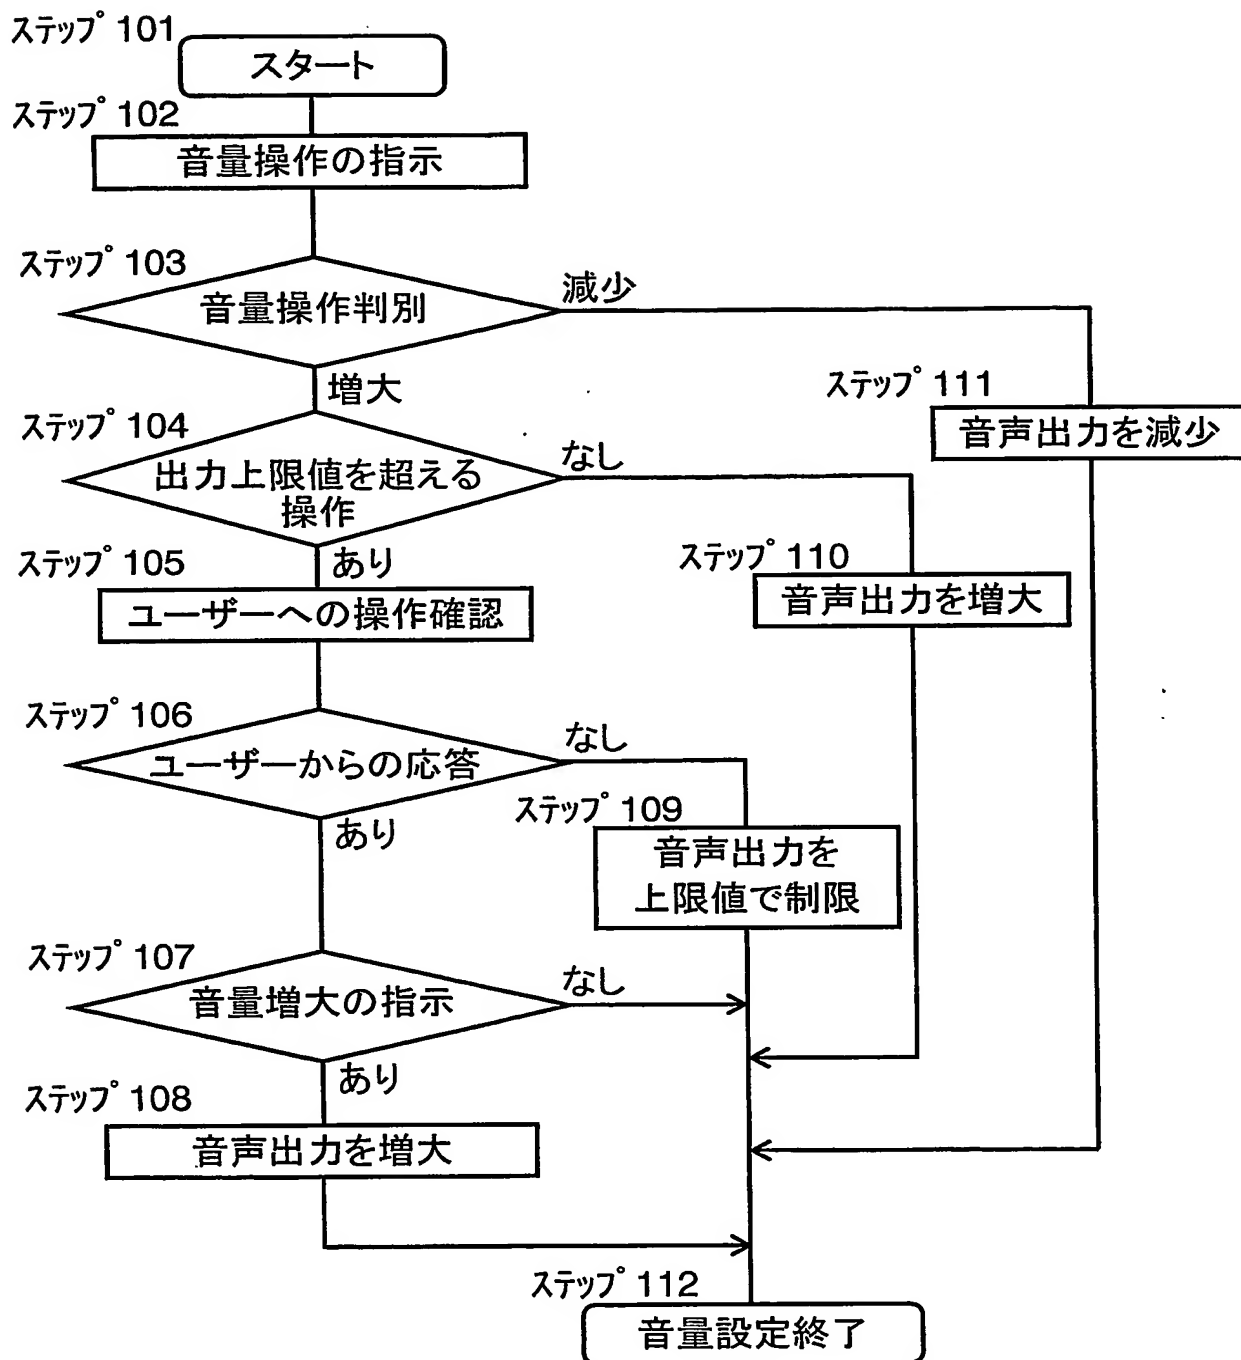 ステップ 101
スタート
ステップ 102
音量操作の指示
ステップ 103
音量操作判別
減少
増大
ステップ 111
音声出力を減少
ステップ 104
出力上限値を超える
操作
なし
あり
ステップ 105
ユーザーへの操作確認
ステップ 110
音声出力を増大
ステップ 106
ユーザーからの応答
なし
あり
ステップ 109
音声出力を
上限値で制限
ステップ 107
音量増大の指示
なし
あり
ステップ 108
音声出力を増大
ステップ 112
音量設定終了